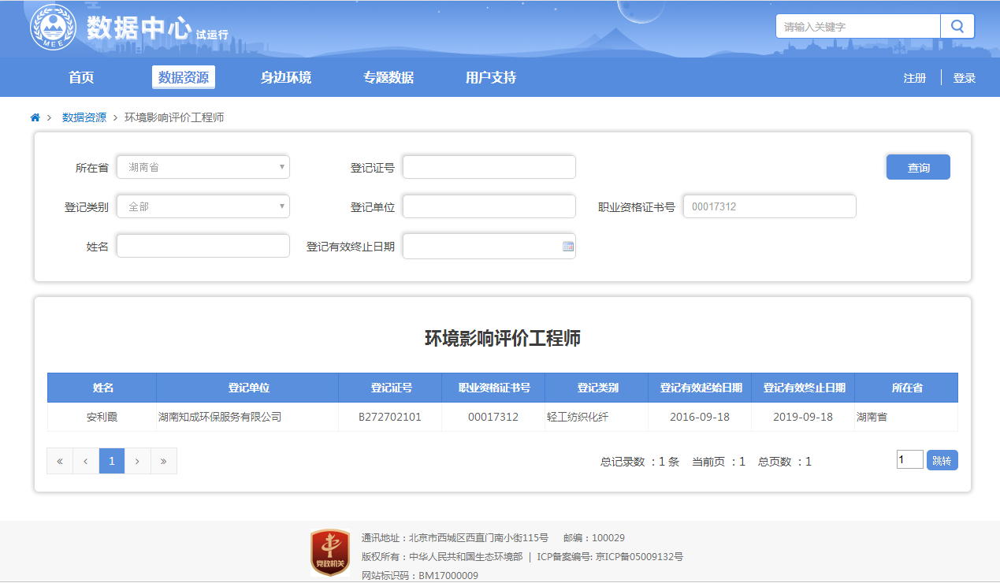 MEE
数据中心 试运行
请输入关键字
首页 数据资源 身边环境 专题数据 用户支持 注册 登录
数据资源 > 环境影响评价工程师
所在省 湖南省 登记证号 查询
登记类别 全部 登记单位 职业资格证书号 00017312
姓名 登记有效终止日期
环境影响评价工程师
姓名 登记单位 登记证号 职业资格证书号 登记类别 登记有效起始日期 登记有效终止日期 所在省
安利霞 湖南知成环保服务有限公司 B272702101 00017312 轻工纺织化纤 2016-09-18 2019-09-18 湖南省
« ‹ 1 › » 总记录数 :1 条 当前页 :1 总页数 :1 1 跳转
党政机关
通讯地址:北京市西城区西直门南小街115号 邮编:100029
版权所有:中华人民共和国生态环境部 | ICP备案编号: 京ICP备05009132号
网站标识码:BM17000009